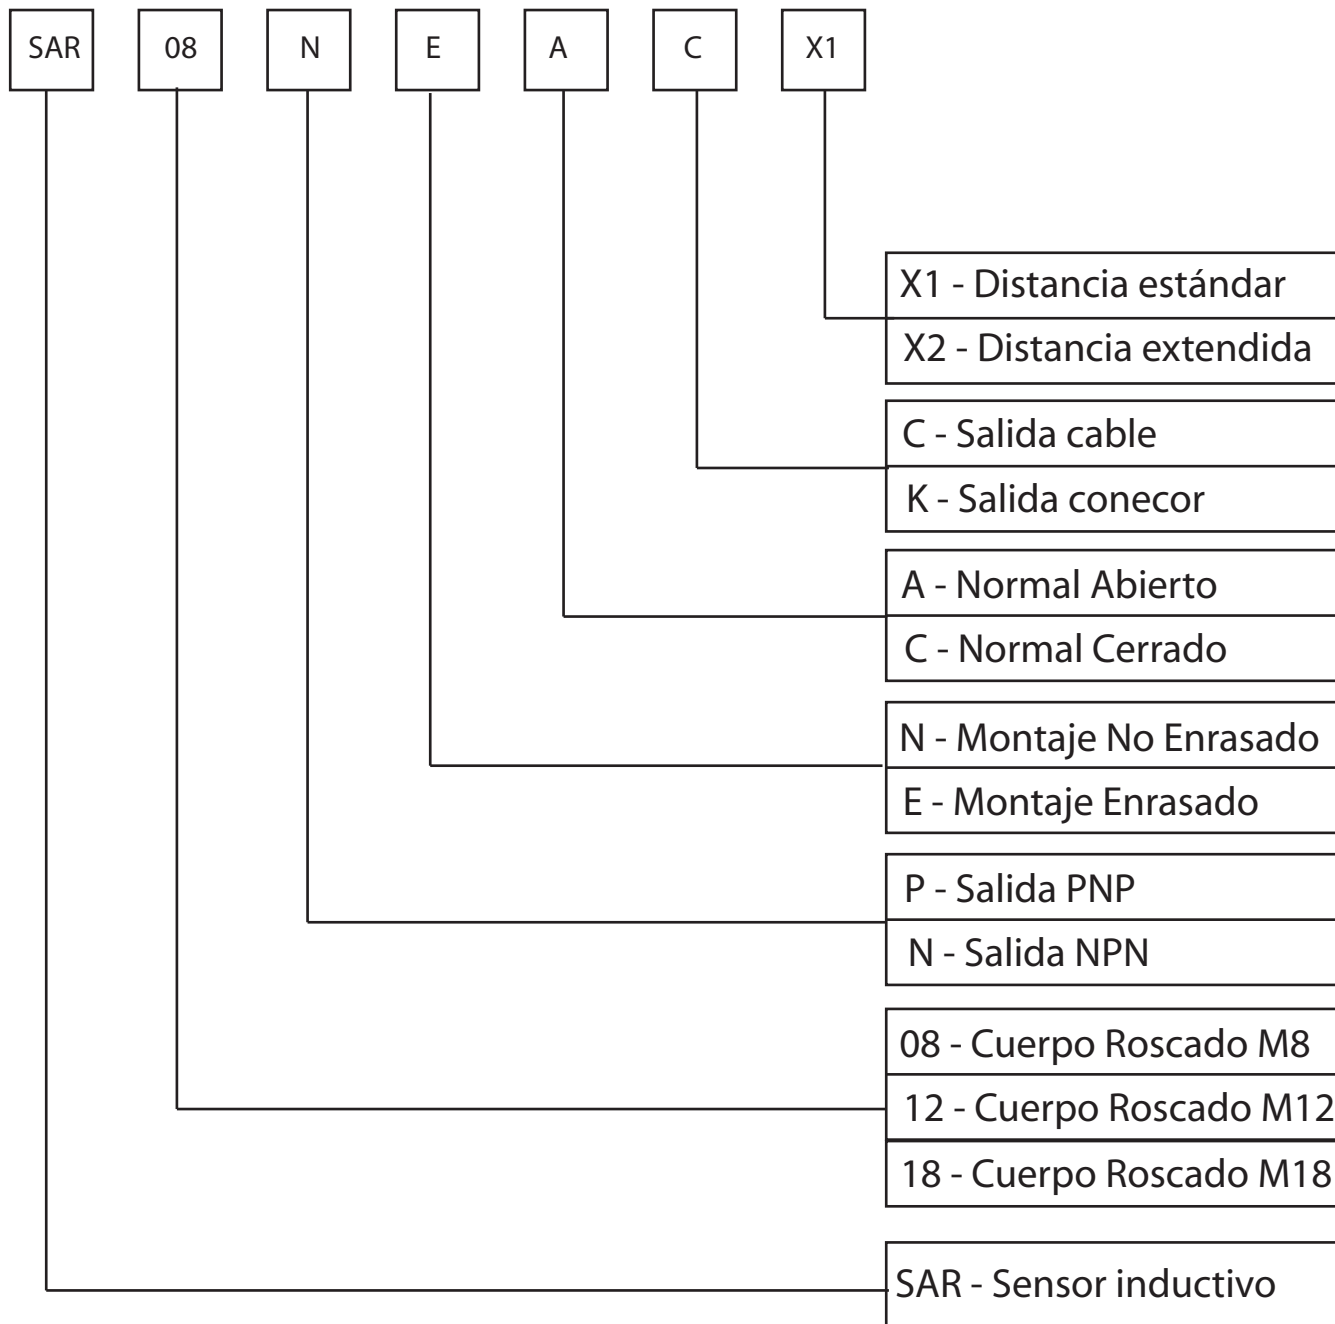 SAR 08 N E A C X1
X1 - Distancia estándar
X2 - Distancia extendida
C - Salida cable
K - Salida conecor
A - Normal Abierto
C - Normal Cerrado
N - Montaje No Enrasado
E - Montaje Enrasado
P - Salida PNP
N - Salida NPN
08 - Cuerpo Roscado M8
12 - Cuerpo Roscado M12
18 - Cuerpo Roscado M18
SAR - Sensor inductivo